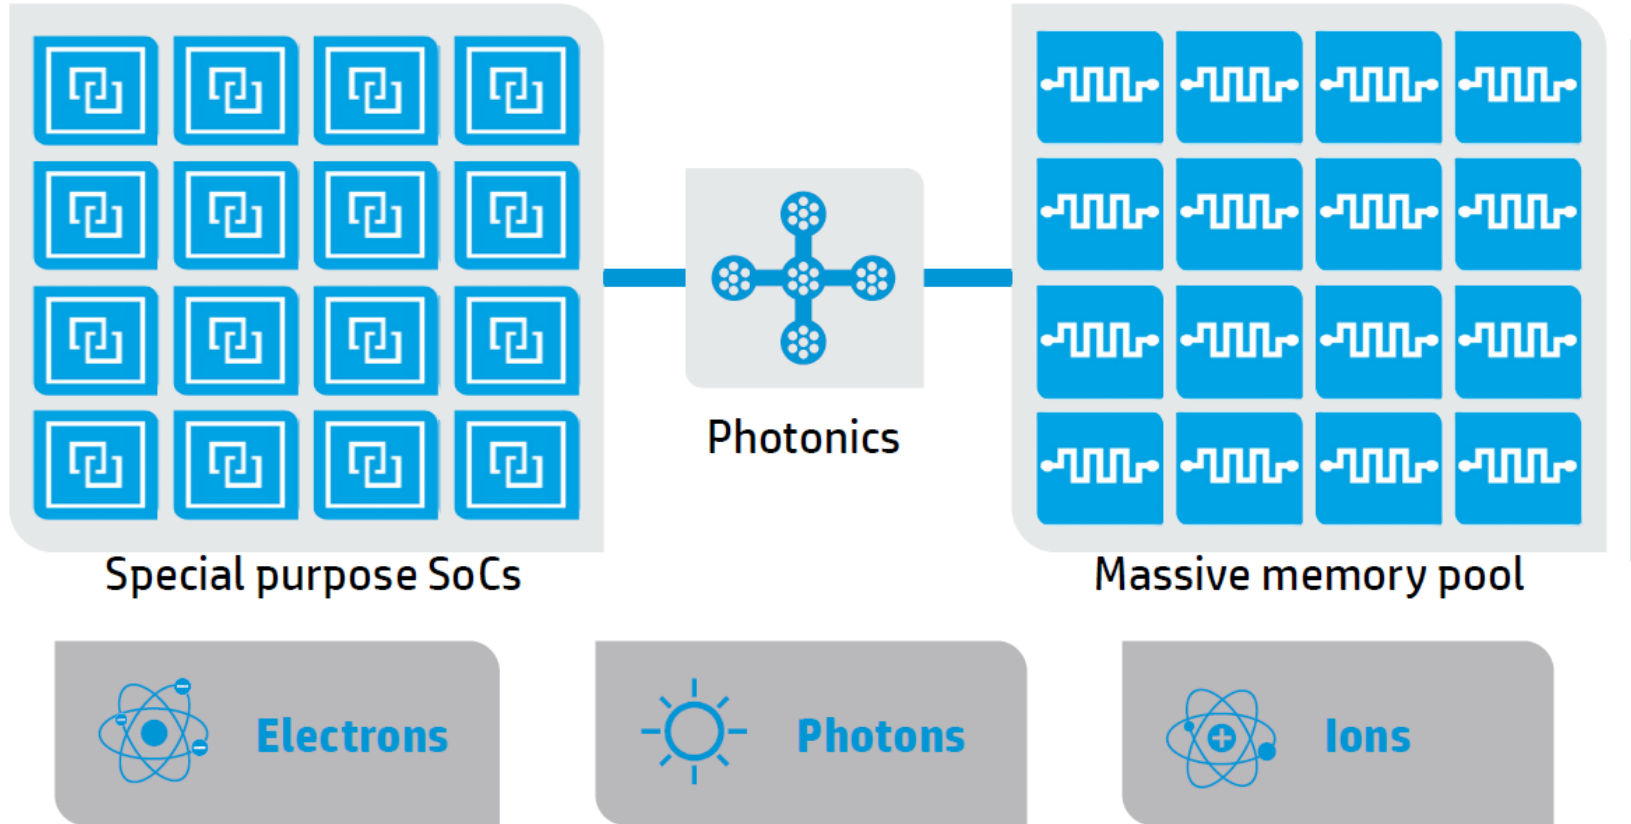 Photonics
Special purpose SoCs
Massive memory pool
Electrons
Photons
Ions